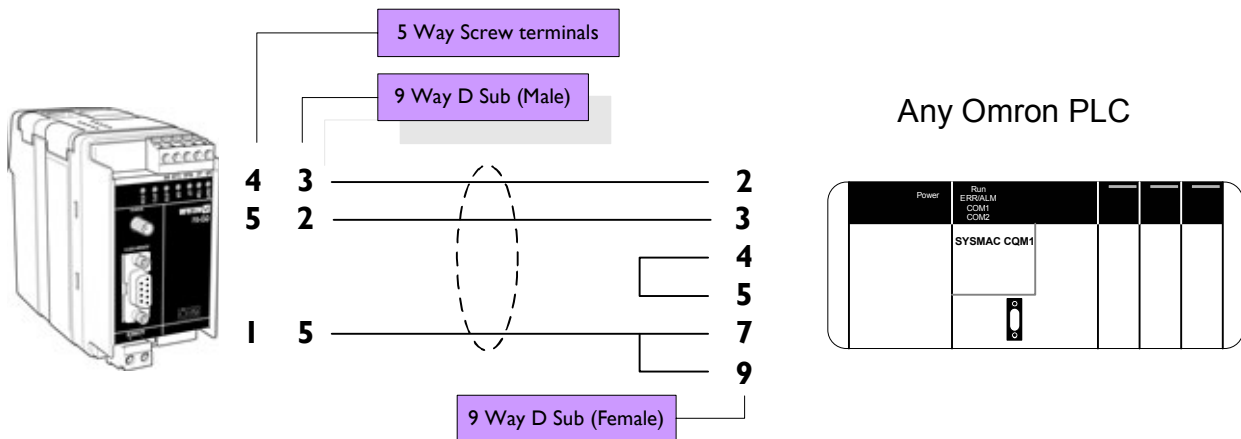 5 Way Screw terminals
9 Way D Sub (Male)
Any Omron PLC
4 3 2
5 2 3
4
5
1 5 7
9
Power
Run
ERR/ALM
COM1
COM2
SYSMAC CQM1
9 Way D Sub (Female)